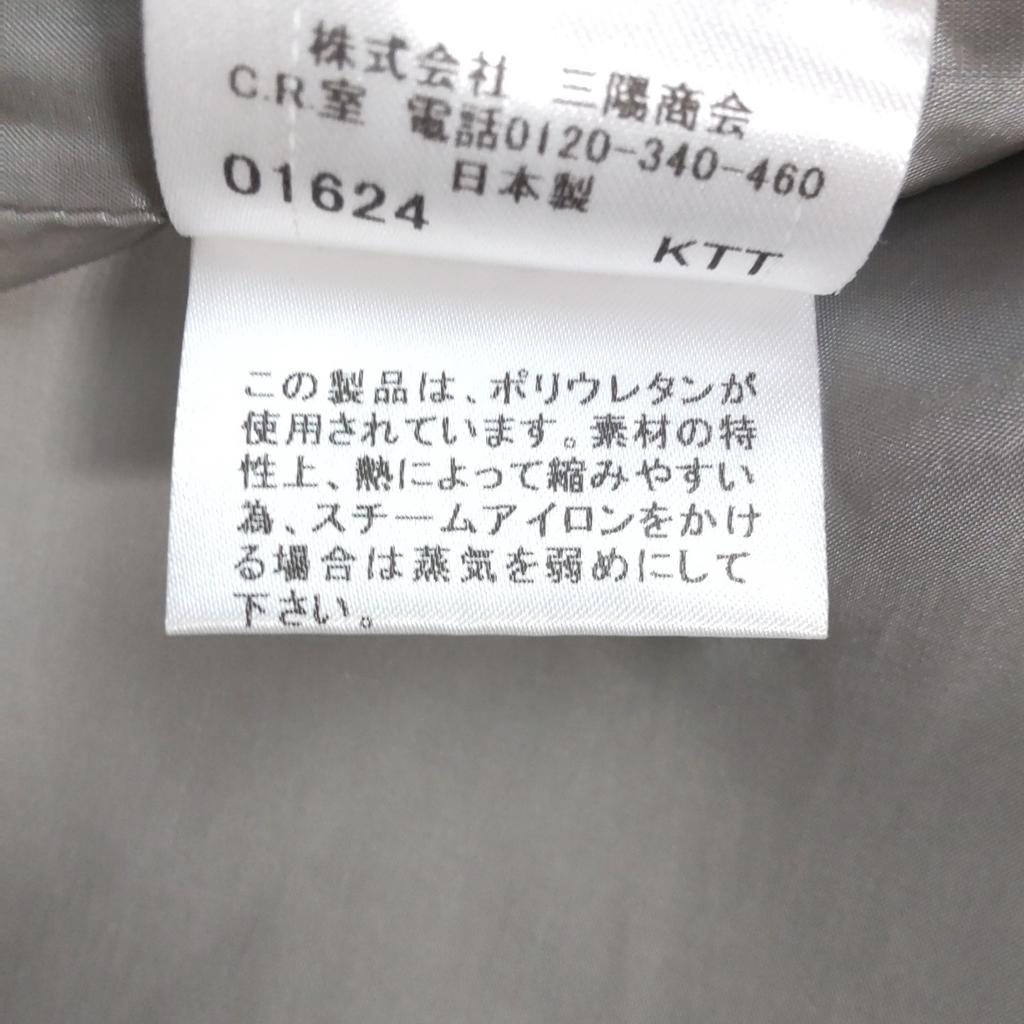 株式会社 三陽商会
C.R.室 電話0120-340-460
01624 日本製
KTT
この製品は、ポリウレタンが
使用されています。素材の特
性上、熱によって縮みやすい
為、スチームアイロンをかけ
る場合は蒸気を弱めにして
下さい。